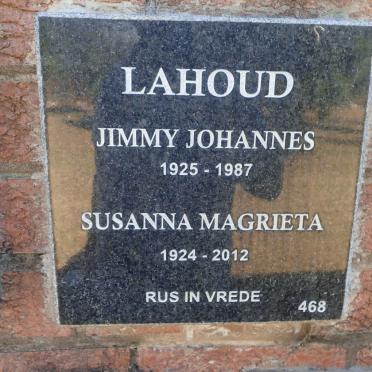 LAHOUD
JIMMY JOHANNES
1925 - 1987
SUSANNA MAGRIETA
1924 - 2012
RUS IN VREDE
468